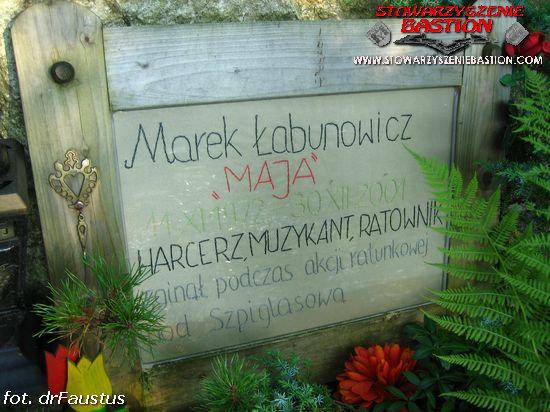 STOWARZYSZENIE
BASTION
WWW.STOWARZYSZENIEBASTION.COM
Marek Łabunowicz
"MAJA"
11.XI.1972 - 30.XII.2001
HARCERZ, MUZYKANT, RATOWNIK
zginął podczas akcji ratunkowej
pod Szpiglasową
fot. drFaustus